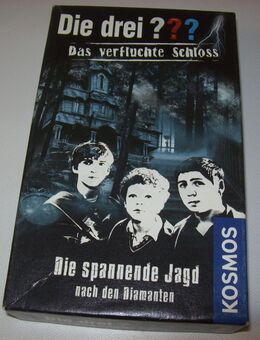 Die drei ???
Das verfluchte Schloss
Die spannende Jagd
nach den Diamanten
KOSMOS